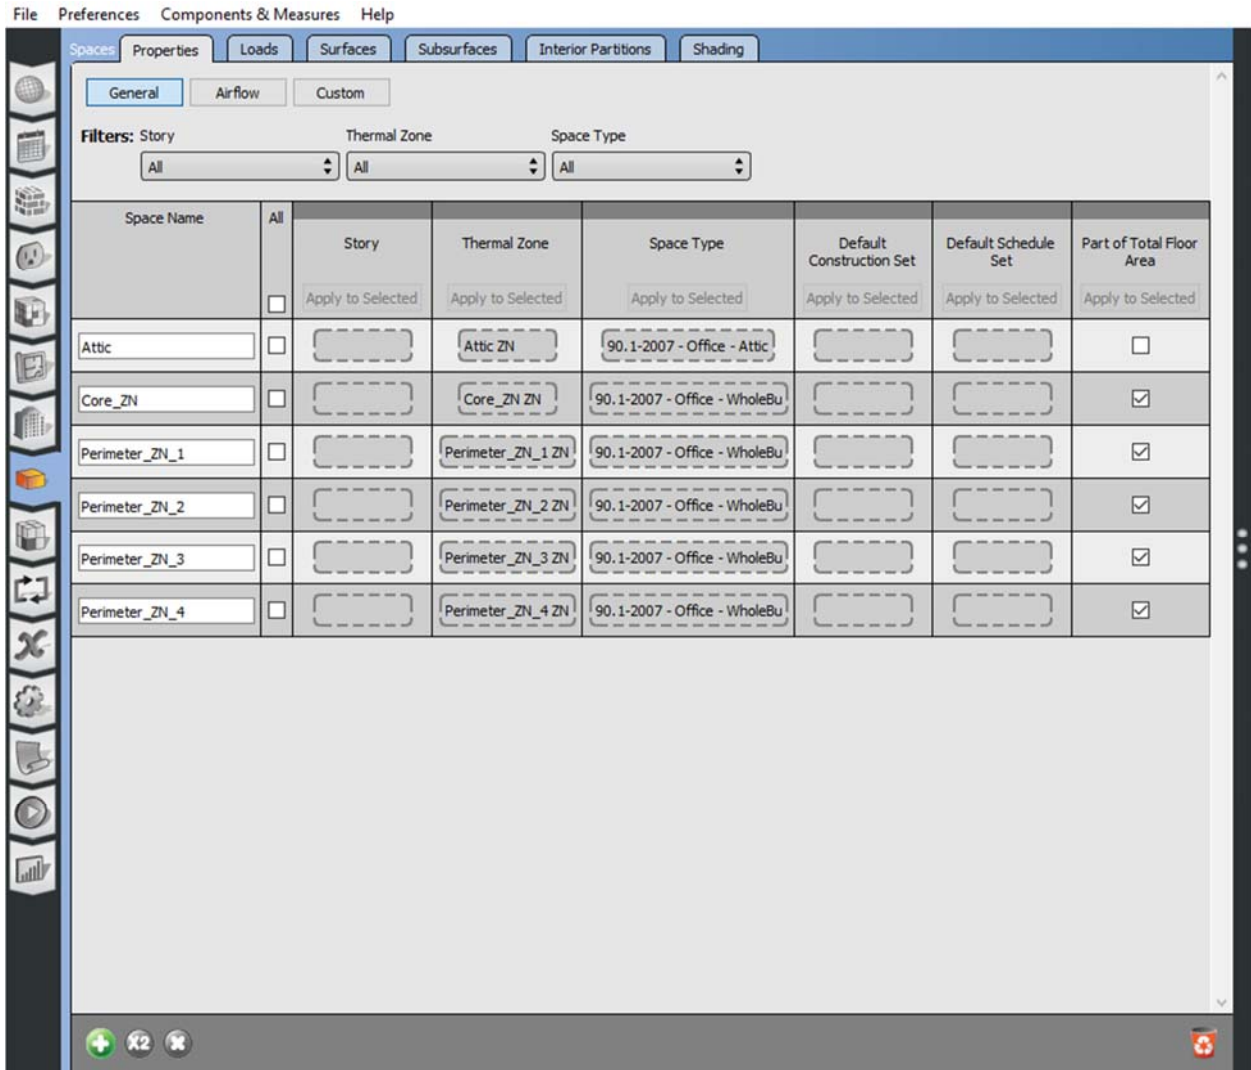 File Preferences Components & Measures Help
Spaces Properties Loads Surfaces Subsurfaces Interior Partitions Shading
General Airflow Custom
Filters: Story Thermal Zone Space Type
All All All
Space Name All Story Thermal Zone Space Type Default Construction Set Default Schedule Set Part of Total Floor Area
Apply to Selected Apply to Selected Apply to Selected Apply to Selected Apply to Selected Apply to Selected
Attic Attic ZN 90.1-2007 - Office - Attic
Core_ZN Core_ZN ZN 90.1-2007 - Office - WholeBu
Perimeter_ZN_1 Perimeter_ZN_1 ZN 90.1-2007 - Office - WholeBu
Perimeter_ZN_2 Perimeter_ZN_2 ZN 90.1-2007 - Office - WholeBu
Perimeter_ZN_3 Perimeter_ZN_3 ZN 90.1-2007 - Office - WholeBu
Perimeter_ZN_4 Perimeter_ZN_4 ZN 90.1-2007 - Office - WholeBu
X2